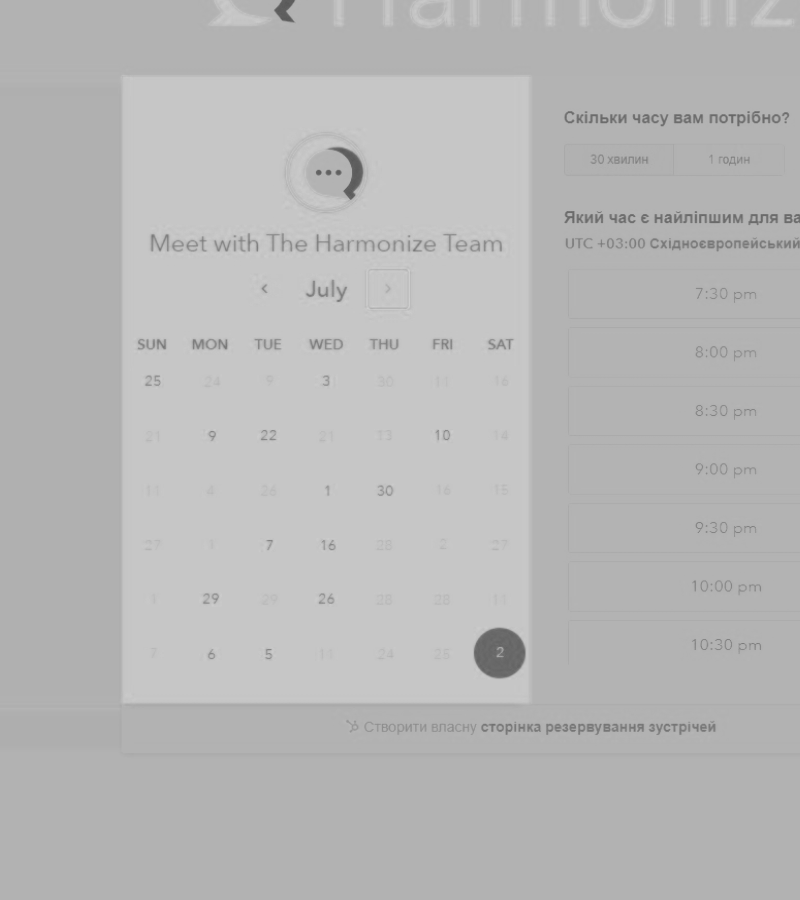 Harmoniz
Meet with The Harmonize Team
July
SUN MON TUE WED THU FRI SAT
25 24 9 3 30 11 16
21 9 22 21 13 10 14
11 4 26 1 30 16 15
27 1 7 16 28 2 27
1 29 29 26 28 28 11
7 6 5 11 24 25 2
Скільки часу вам потрібно?
30 хвилин 1 годин
Який час є найліпшим для ва
UTC +03:00 Східноєвропейський
7:30 pm
8:00 pm
8:30 pm
9:00 pm
9:30 pm
10:00 pm
10:30 pm
Створити власну сторінка резервування зустрічей